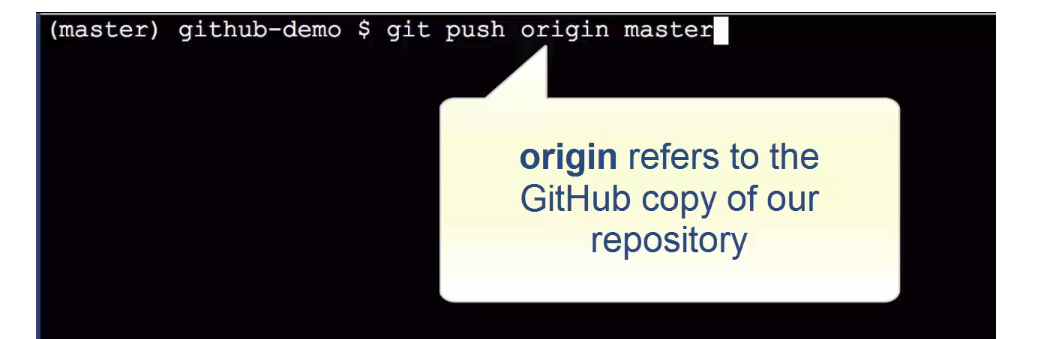 (master) github-demo $ git push origin master
origin refers to the
GitHub copy of our
repository